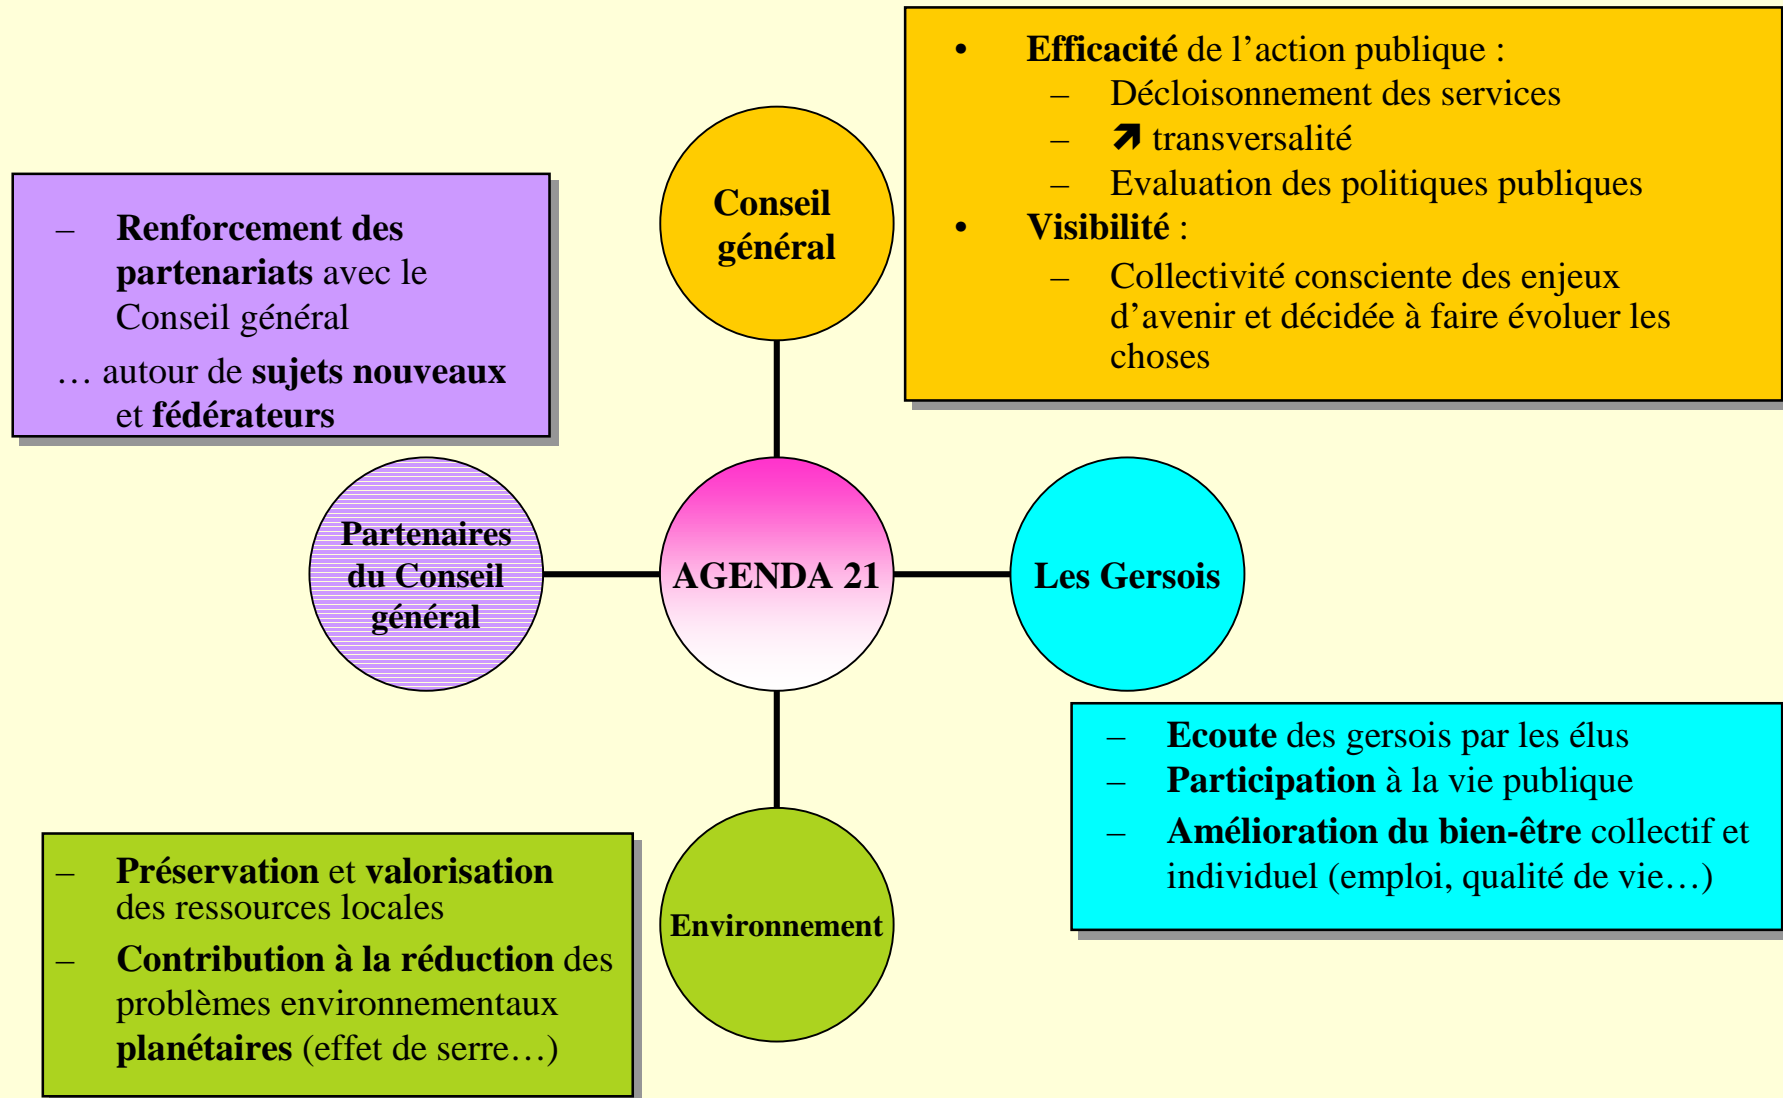 • Efficacité de l’action publique :
– Décloisonnement des services
– ↗ transversalité
– Evaluation des politiques publiques
• Visibilité :
– Collectivité consciente des enjeux
d’avenir et décidée à faire évoluer les
choses
Conseil
général
– Renforcement des
partenariats avec le
Conseil général
… autour de sujets nouveaux
et fédérateurs
Partenaires
du Conseil
général
AGENDA 21
Les Gersois
– Ecoute des gersois par les élus
– Participation à la vie publique
– Amélioration du bien-être collectif et
individuel (emploi, qualité de vie…)
Environnement
– Préservation et valorisation
des ressources locales
– Contribution à la réduction des
problèmes environnementaux
planétaires (effet de serre…)